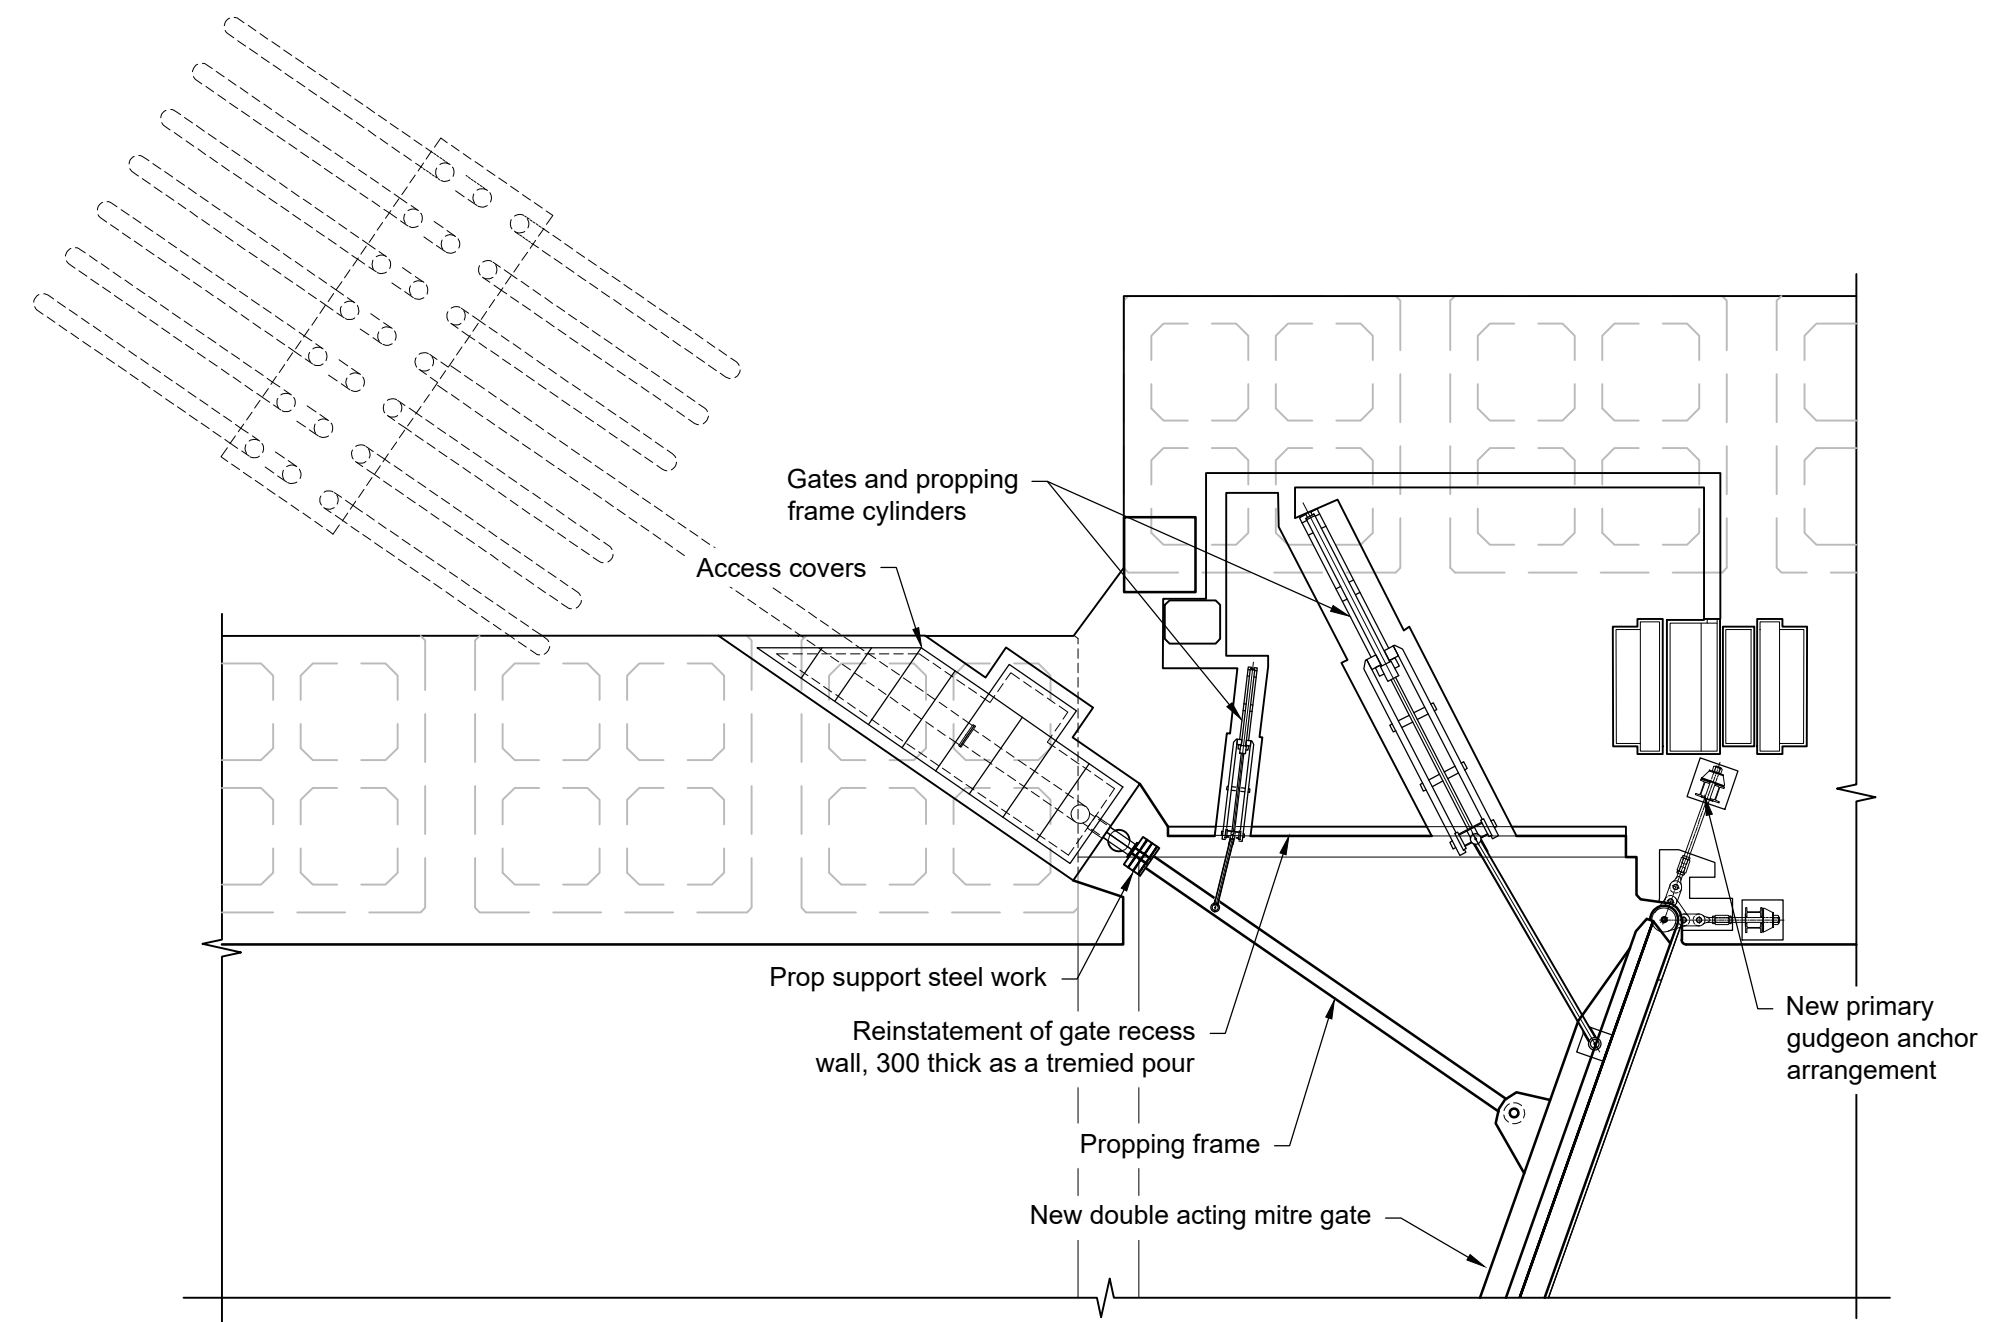 Gates and propping
frame cylinders
Access covers
Prop support steel work
Reinstatement of gate recess
wall, 300 thick as a tremied pour
New primary
gudgeon anchor
arrangement
Propping frame
New double acting mitre gate